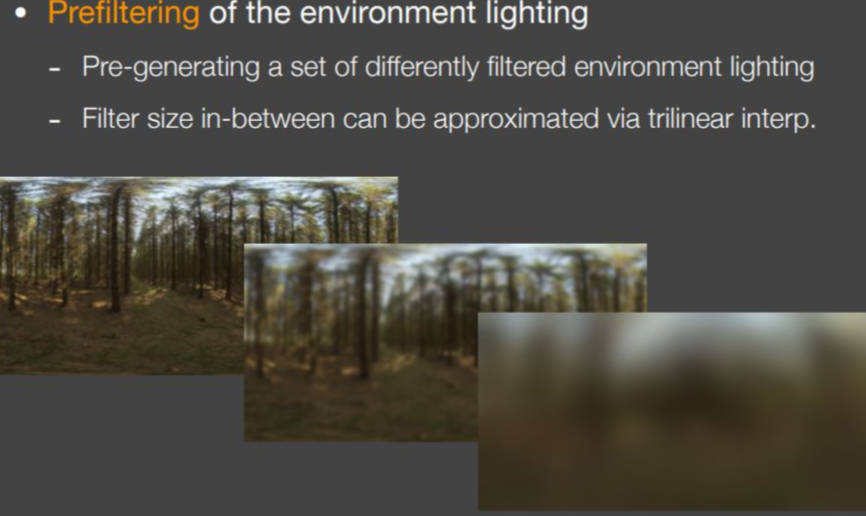 • Prefiltering of the environment lighting
- Pre-generating a set of differently filtered environment lighting
- Filter size in-between can be approximated via trilinear interp.